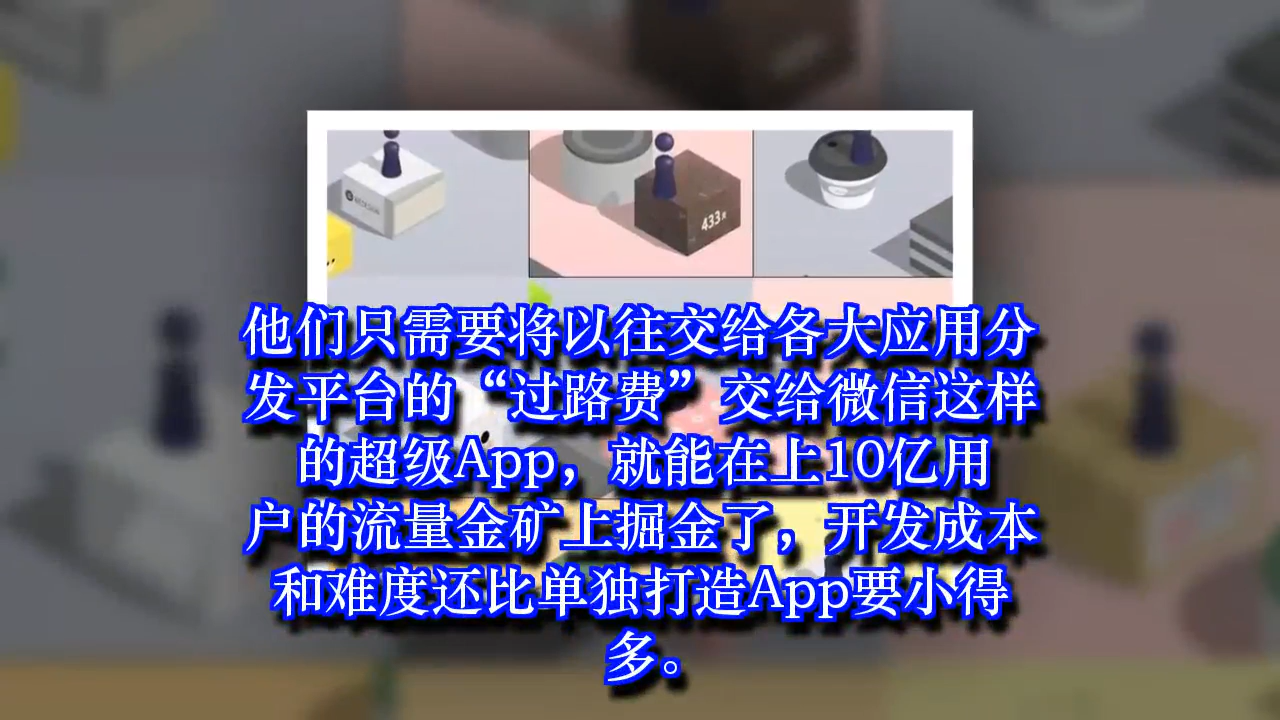 433x
他们只需要将以往交给各大应用分
发平台的“过路费”交给微信这样
的超级App，就能在上10亿用
户的流量金矿上掘金了，开发成本
和难度还比单独打造App要小得
多。